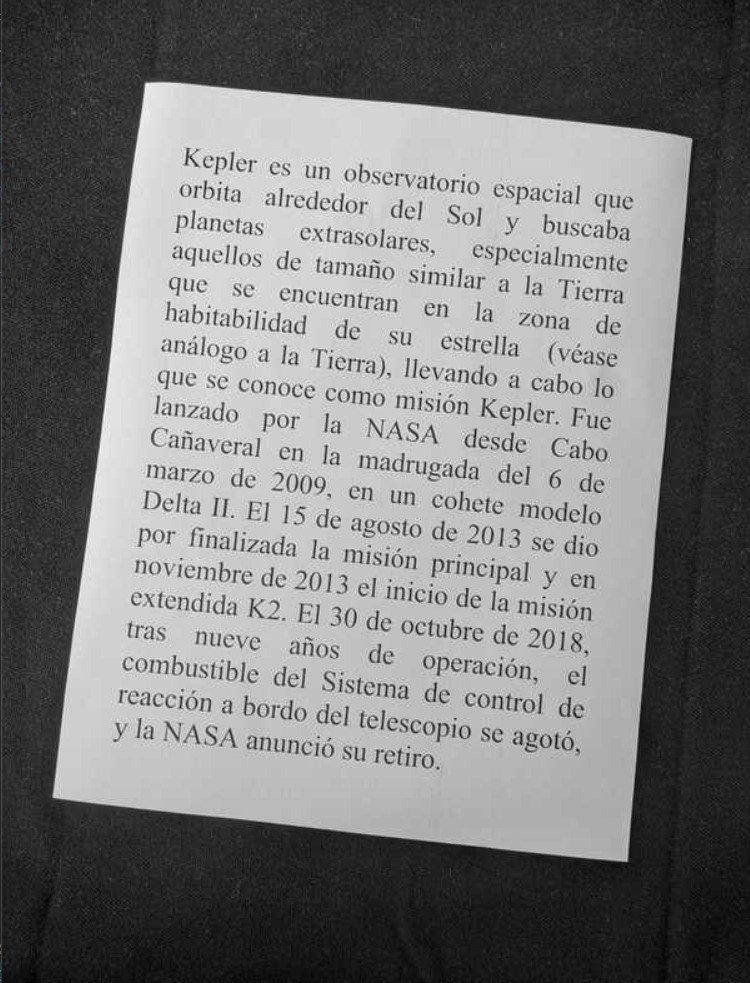 Kepler es un observatorio espacial que
orbita alrededor del Sol y buscaba
planetas extrasolares, especialmente
aquellos de tamaño similar a la Tierra
que se encuentran en la zona de
habitabilidad de su estrella (véase
análogo a la Tierra), llevando a cabo lo
que se conoce como misión Kepler. Fue
lanzado por la NASA desde Cabo
Cañaveral en la madrugada del 6 de
marzo de 2009, en un cohete modelo
Delta II. El 15 de agosto de 2013 se dio
por finalizada la misión principal y en
noviembre de 2013 el inicio de la misión
extendida K2. El 30 de octubre de 2018,
tras nueve años de operación, el
combustible del Sistema de control de
reacción a bordo del telescopio se agotó,
y la NASA anunció su retiro.